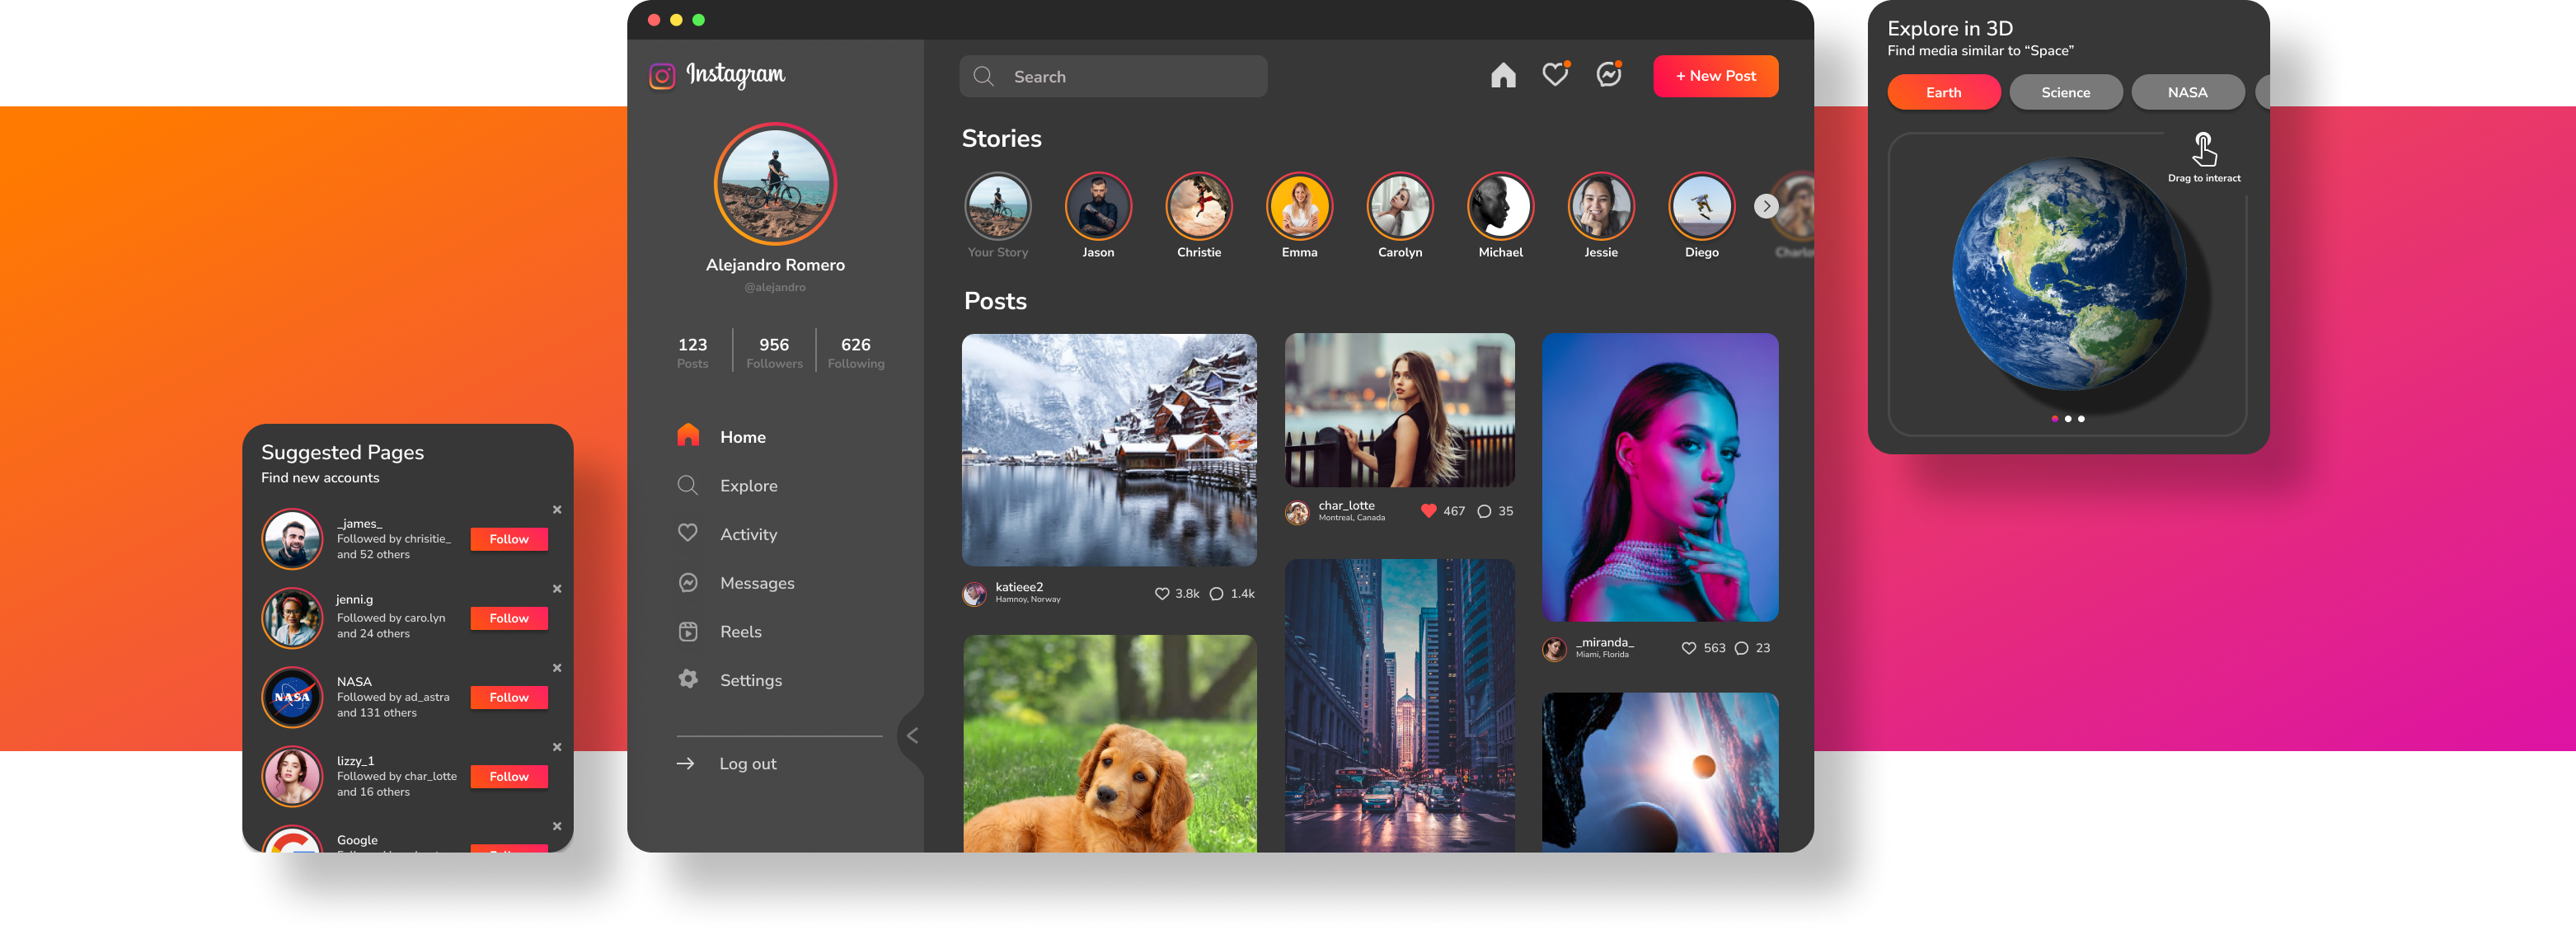 Suggested Pages
Find new accounts
_james_
Followed by chrisitie_
and 52 others
Follow
jenni.g
Followed by caro.lyn
and 24 others
Follow
NASA
NASA
Followed by ad_astra
and 131 others
Follow
lizzy_1
Followed by char_lotte
and 16 others
Follow
Google
Instagram
Alejandro Romero
@alejandro
123
Posts
956
Followers
626
Following
Home
Explore
Activity
Messages
Reels
Settings
Log out
Search
+ New Post
Stories
Your Story
Jason
Christie
Emma
Carolyn
Michael
Jessie
Diego
Posts
katieee2
Hamnoy, Norway
3.8k
1.4k
char_lotte
Montreal, Canada
467
35
_miranda_
Miami, Florida
563
23
Explore in 3D
Find media similar to “Space”
Earth
Science
NASA
Drag to interact